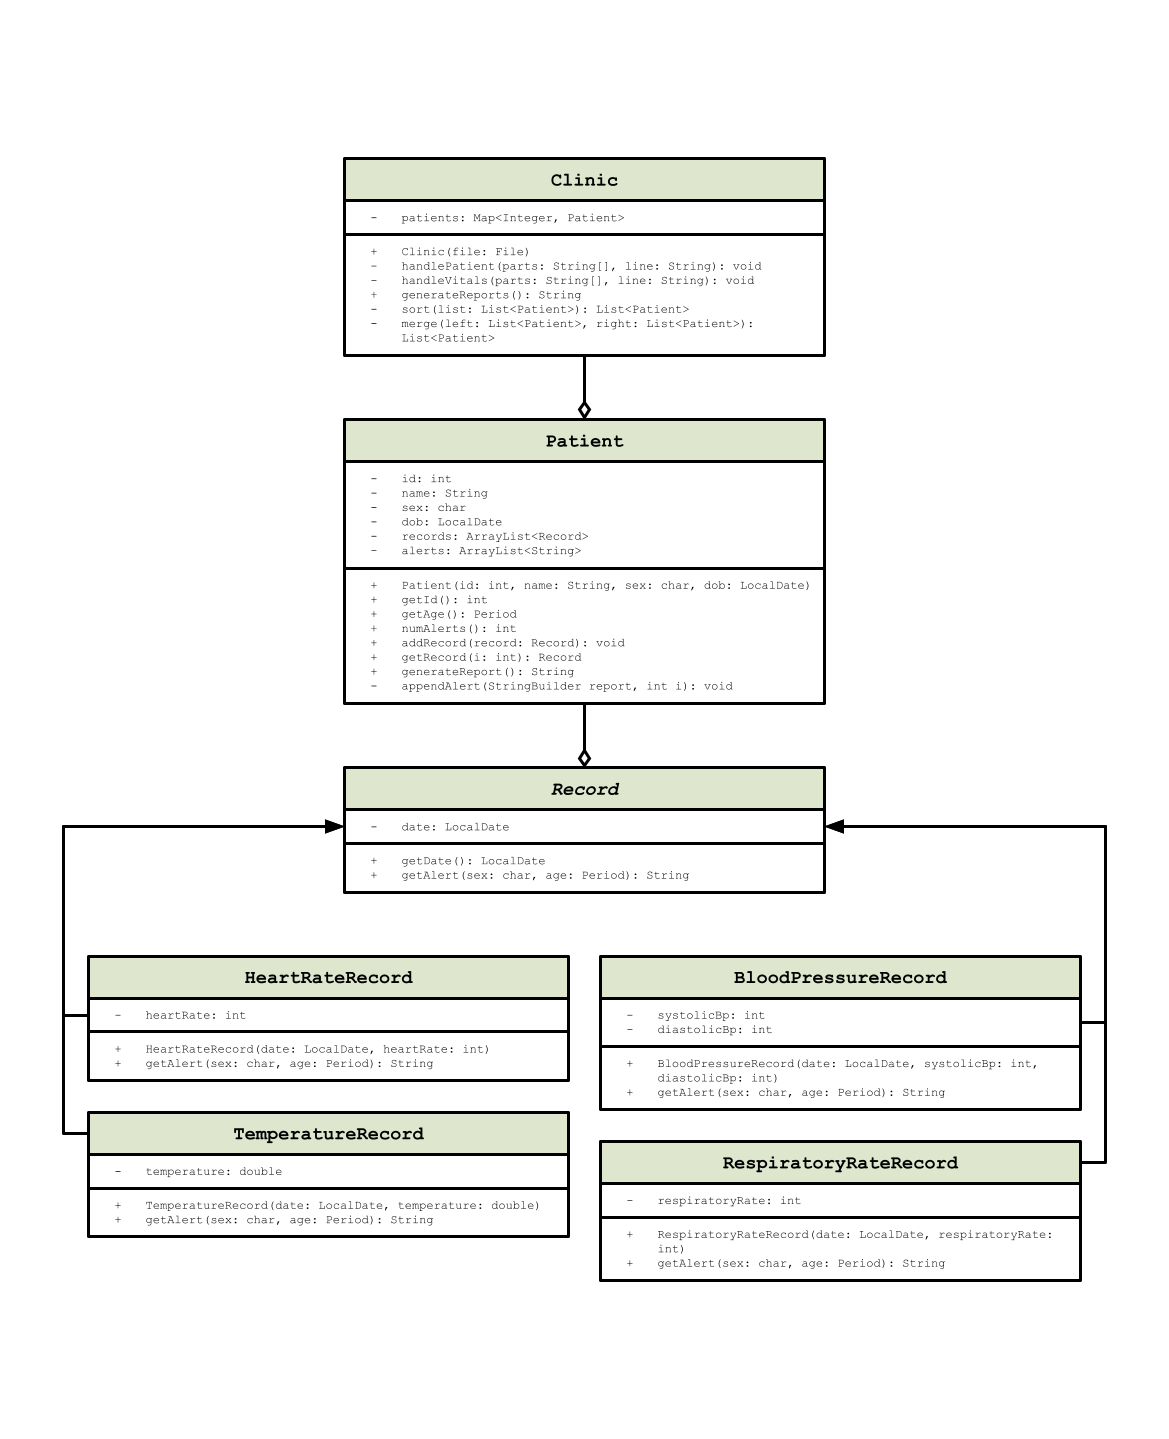 Clinic
- patients: Map<Integer, Patient>
+ Clinic(file: File)
- handlePatient(parts: String[], line: String): void
- handleVitals(parts: String[], line: String): void
+ generateReports(): String
- sort(list: List<Patient>): List<Patient>
- merge(left: List<Patient>, right: List<Patient>):
List<Patient>
Patient
- id: int
- name: String
- sex: char
- dob: LocalDate
- records: ArrayList<Record>
- alerts: ArrayList<String>
+ Patient(id: int, name: String, sex: char, dob: LocalDate)
+ getId(): int
+ getAge(): Period
+ numAlerts(): int
+ addRecord(record: Record): void
+ getRecord(i: int): Record
+ generateReport(): String
- appendAlert(StringBuilder report, int i): void
Record
- date: LocalDate
+ getDate(): LocalDate
+ getAlert(sex: char, age: Period): String
HeartRateRecord
- heartRate: int
+ HeartRateRecord(date: LocalDate, heartRate: int)
+ getAlert(sex: char, age: Period): String
BloodPressureRecord
- systolicBp: int
- diastolicBp: int
+ BloodPressureRecord(date: LocalDate, systolicBp: int,
diastolicBp: int)
+ getAlert(sex: char, age: Period): String
TemperatureRecord
- temperature: double
+ TemperatureRecord(date: LocalDate, temperature: double)
+ getAlert(sex: char, age: Period): String
RespiratoryRateRecord
- respiratoryRate: int
+ RespiratoryRateRecord(date: LocalDate, respiratoryRate:
int)
+ getAlert(sex: char, age: Period): String